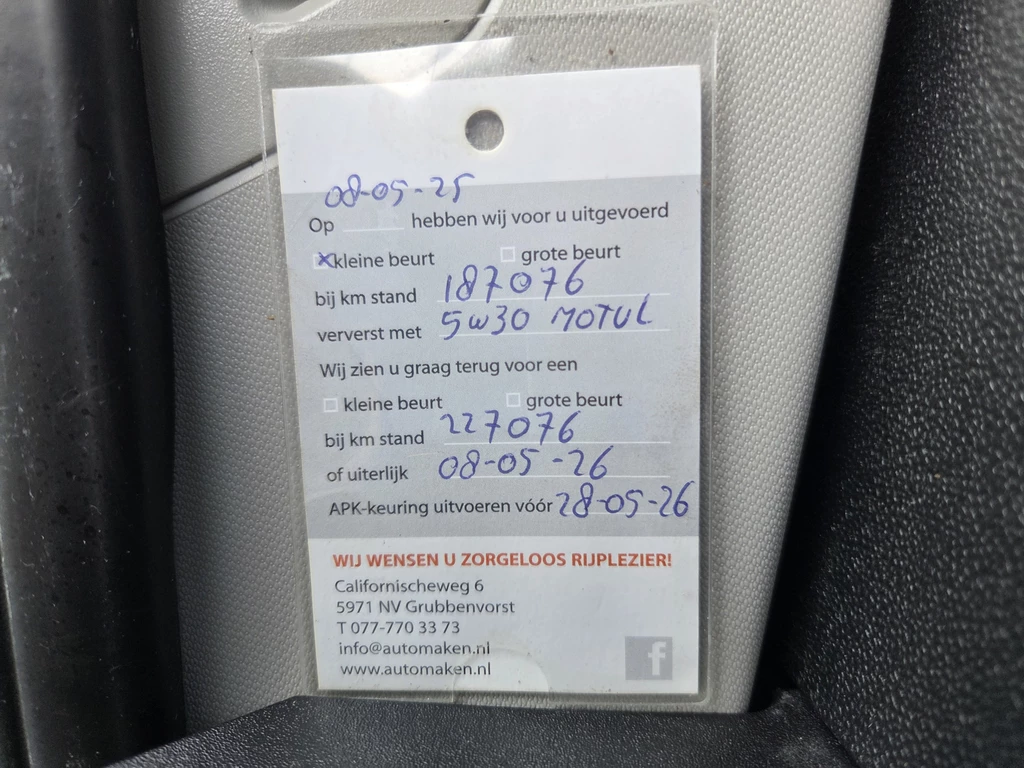 08-05-25
Op ______ hebben wij voor u uitgevoerd
☒ kleine beurt ☐ grote beurt
bij km stand 187076
ververst met 5W30 MOTUL
Wij zien u graag terug voor een
☐ kleine beurt ☐ grote beurt
bij km stand 227076
of uiterlijk 08-05-26
APK-keuring uitvoeren vóór 28-05-26
WIJ WENSEN U ZORGELOOS RIJPLEZIER!
Californischeweg 6
5971 NV Grubbenvorst
T 077-770 33 73
info@automaken.nl
www.automaken.nl
f